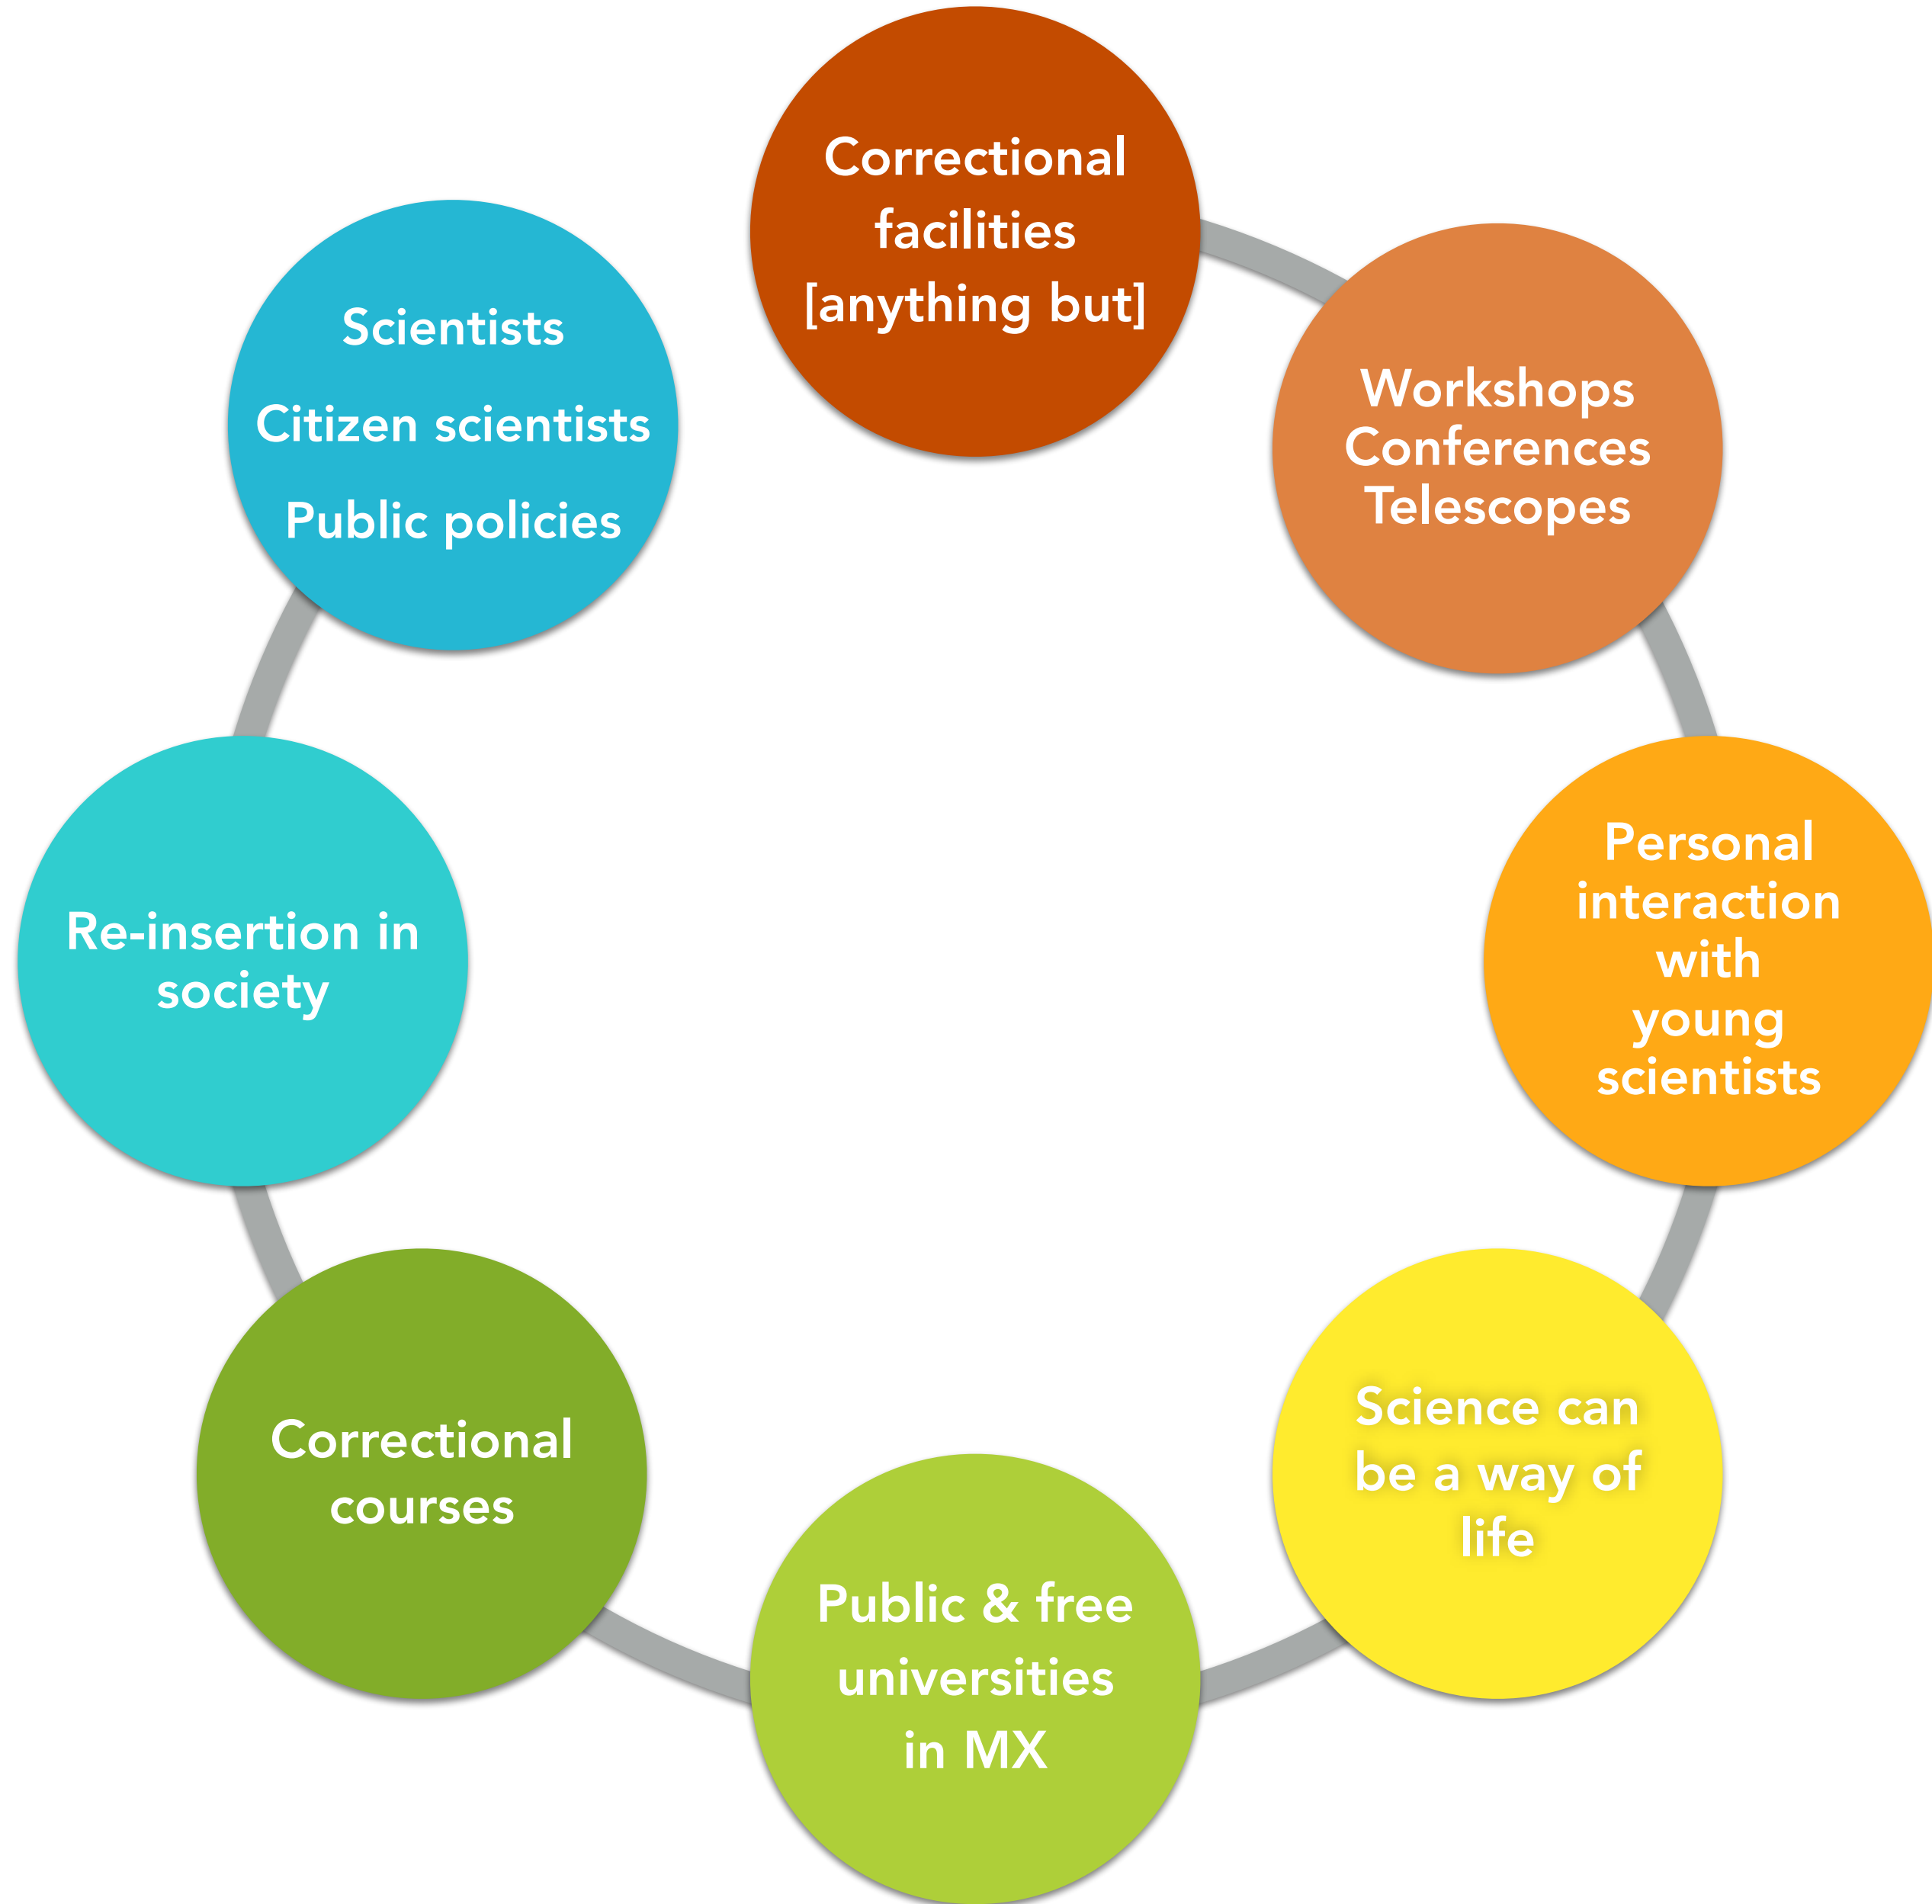 Correctional
facilities
[anything but]
Workshops
Conferences
Telescopes
Personal
interaction
with
young
scientists
Science can
be a way of
life
Public & free
universities
in MX
Correctional
courses
Re-insertion in
society
Scientists
Citizen scientists
Public policies